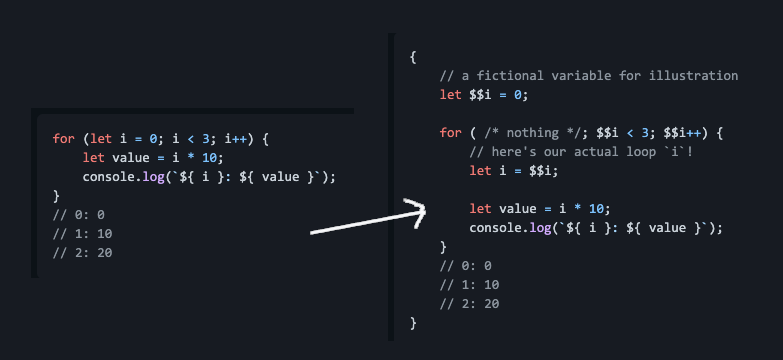 for (let i = 0; i < 3; i++) {
    let value = i * 10;
    console.log(`${ i }: ${ value }`);
}
// 0: 0
// 1: 10
// 2: 20
{
    // a fictional variable for illustration
    let $$i = 0;
    for ( /* nothing */; $$i < 3; $$i++) {
        // here's our actual loop `i`!
        let i = $$i;
        let value = i * 10;
        console.log(`${ i }: ${ value }`);
    }
    // 0: 0
    // 1: 10
    // 2: 20
}